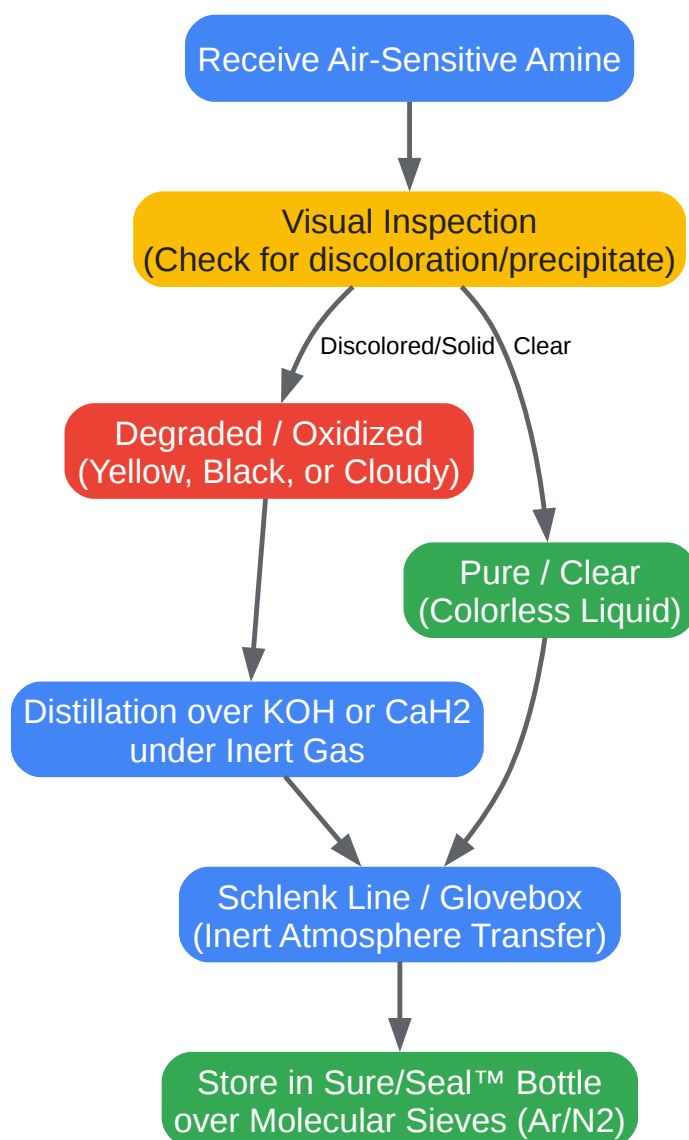 Receive Air-Sensitive Amine
Visual Inspection
(Check for discoloration/precipitate)
Discolored/Solid
Clear
Degraded / Oxidized
(Yellow, Black, or Cloudy)
Pure / Clear
(Colorless Liquid)
Distillation over KOH or CaH2
under Inert Gas
Schlenk Line / Glovebox
(Inert Atmosphere Transfer)
Store in Sure/Seal™ Bottle
over Molecular Sieves (Ar/N2)